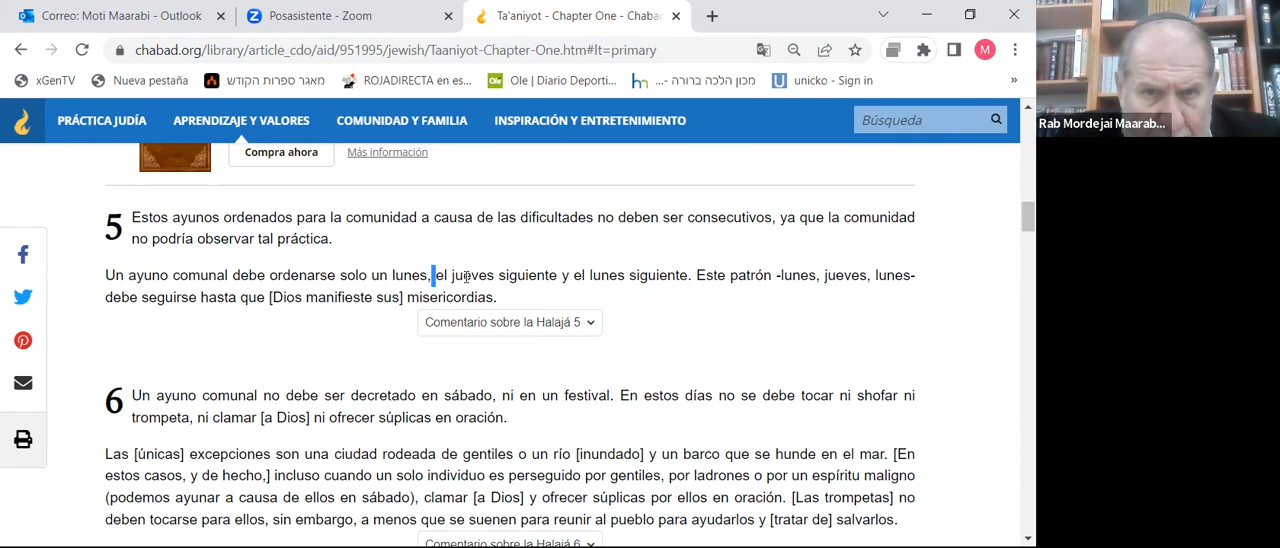 Correo: Moti Maarabi - Outlook
Posasistente - Zoom
Ta'aniyot - Chapter One - Chabad
chabad.org/library/article_cdo/aid/951995/jewish/Taaniyot-Chapter-One.htm#lt=primary
M
xGenTV
Nueva pestaña
מאגר ספרות הקודש
ROJADIRECTA en es...
Ole | Diario Deporti...
מכון הלכה ברורה -...
unicko - Sign in
»
PRÁCTICA JUDÍA
APRENDIZAJE Y VALORES
COMUNIDAD Y FAMILIA
INSPIRACIÓN Y ENTRETENIMIENTO
Búsqueda
Rab Mordejai Maarab...
Compra ahora
Más información
5 Estos ayunos ordenados para la comunidad a causa de las dificultades no deben ser consecutivos, ya que la comunidad
no podría observar tal práctica.
Un ayuno comunal debe ordenarse solo un lunes, el jueves siguiente y el lunes siguiente. Este patrón -lunes, jueves, lunes-
debe seguirse hasta que [Dios manifieste sus] misericordias.
Comentario sobre la Halajá 5
6 Un ayuno comunal no debe ser decretado en sábado, ni en un festival. En estos días no se debe tocar ni shofar ni
trompeta, ni clamar [a Dios] ni ofrecer súplicas en oración.
Las [únicas] excepciones son una ciudad rodeada de gentiles o un río [inundado] y un barco que se hunde en el mar. [En
estos casos, y de hecho,] incluso cuando un solo individuo es perseguido por gentiles, por ladrones o por un espíritu maligno
(podemos ayunar a causa de ellos en sábado), clamar [a Dios] y ofrecer súplicas por ellos en oración. [Las trompetas] no
deben tocarse para ellos, sin embargo, a menos que se suenen para reunir al pueblo para ayudarlos y [tratar de] salvarlos.
Comentario sobre la Halajá 6